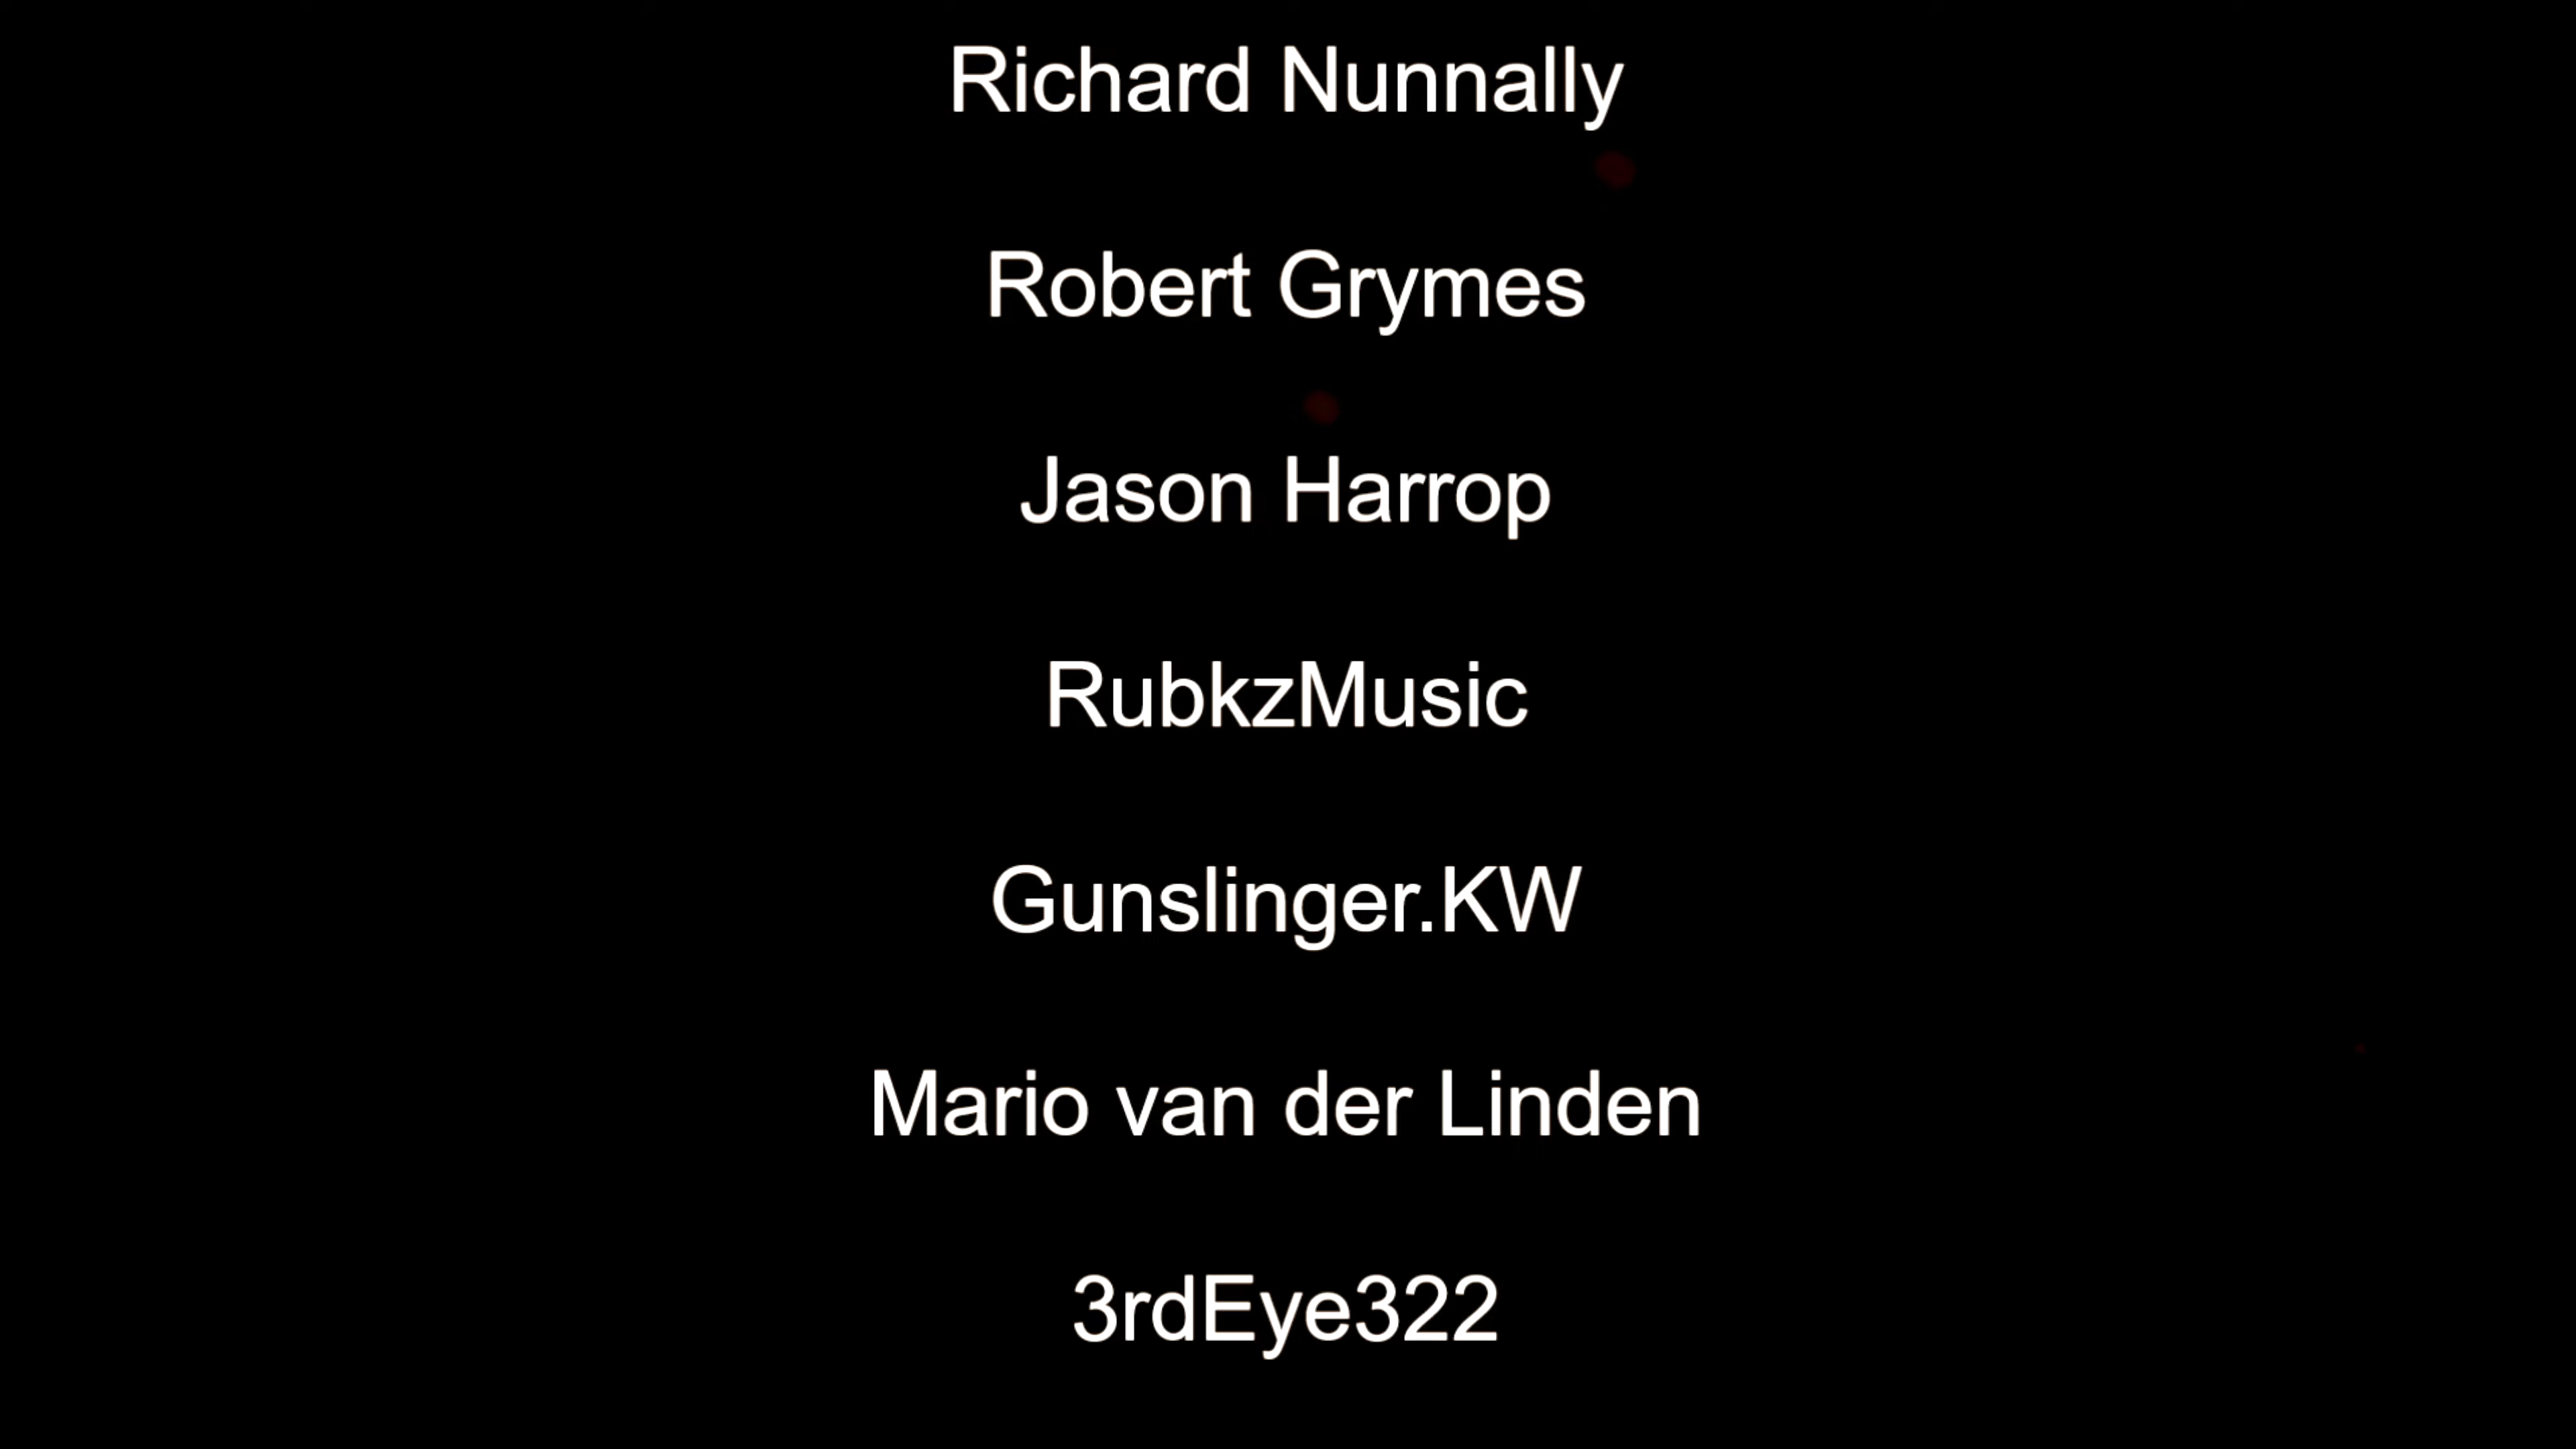 Richard Nunnally
Robert Grymes
Jason Harrop
RubkzMusic
Gunslinger.KW
Mario van der Linden
3rdEye322